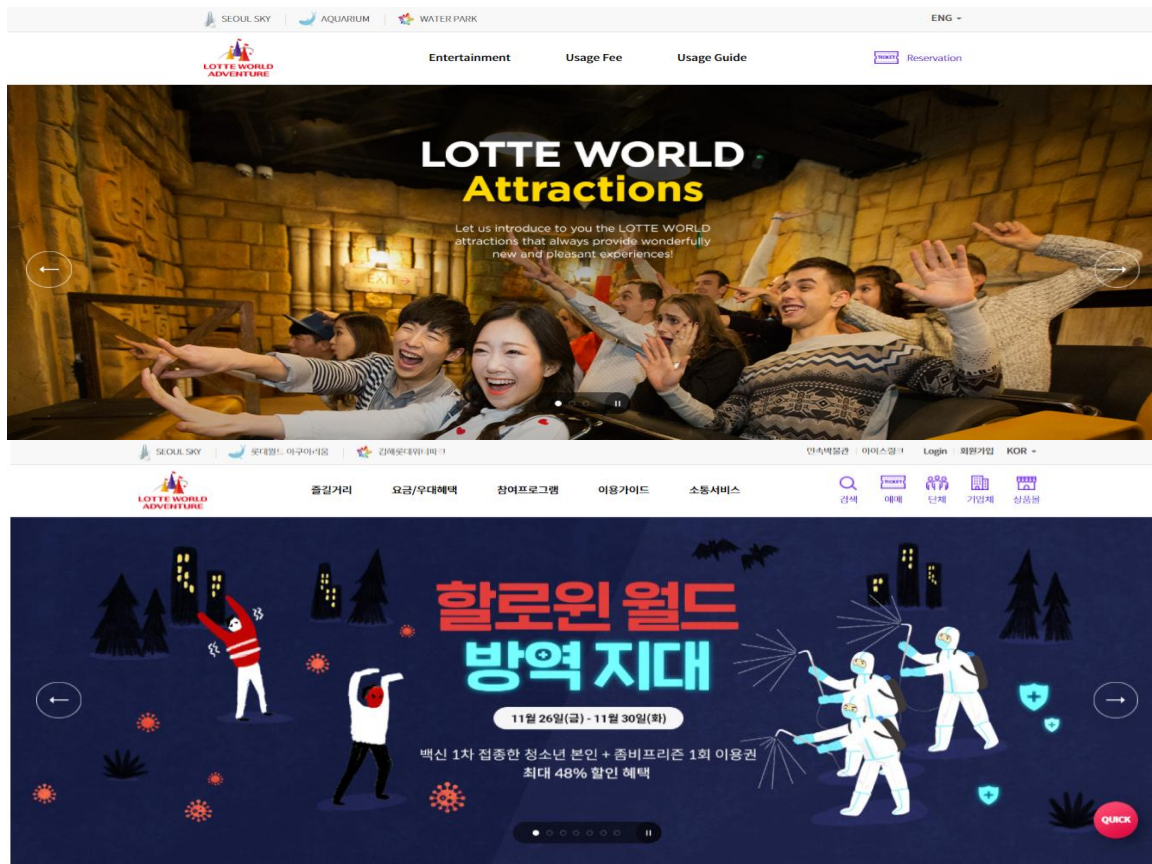 SEOUL SKY
AQUARIUM
WATER PARK
ENG
LOTTE WORLD
ADVENTURE
Entertainment
Usage Fee
Usage Guide
TICKET
Reservation
LOTTE WORLD
Attractions
Let us introduce to you the LOTTE WORLD
attractions that always provide wonderfully
new and pleasant experiences!
EXIT
SEOUL SKY
롯데월드 아쿠아리움
김해롯데워터파크
민속박물관
아이스링크
Login
회원가입
KOR
LOTTE WORLD
ADVENTURE
즐길거리
요금/우대혜택
참여프로그램
이용가이드
소통서비스
검색
TICKET
예매
단체
기업체
상품몰
할로윈 월드
방역 지대
11월 26일(금) - 11월 30일(화)
백신 1차 접종한 청소년 본인 + 좀비프리즌 1회 이용권
최대 48% 할인 혜택
QUICK